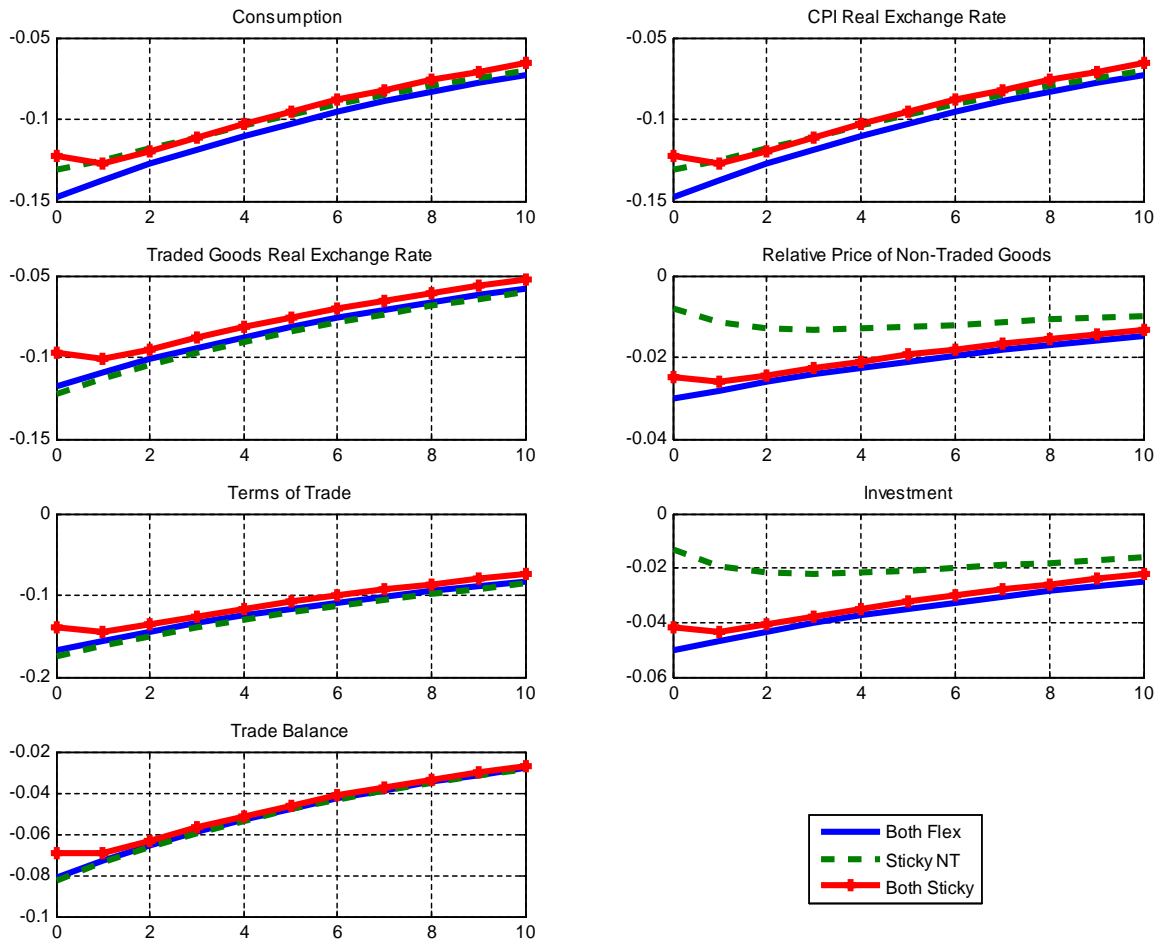 Consumption
-0.05
-0.1
-0.15
0 2 4 6 8 10
CPI Real Exchange Rate
-0.05
-0.1
-0.15
0 2 4 6 8 10
Traded Goods Real Exchange Rate
-0.05
-0.1
-0.15
0 2 4 6 8 10
Relative Price of Non-Traded Goods
0
-0.02
-0.04
0 2 4 6 8 10
Terms of Trade
0
-0.1
-0.2
0 2 4 6 8 10
Investment
0
-0.02
-0.04
-0.06
0 2 4 6 8 10
Trade Balance
-0.02
-0.04
-0.06
-0.08
-0.1
0 2 4 6 8 10
Both Flex
Sticky NT
Both Sticky